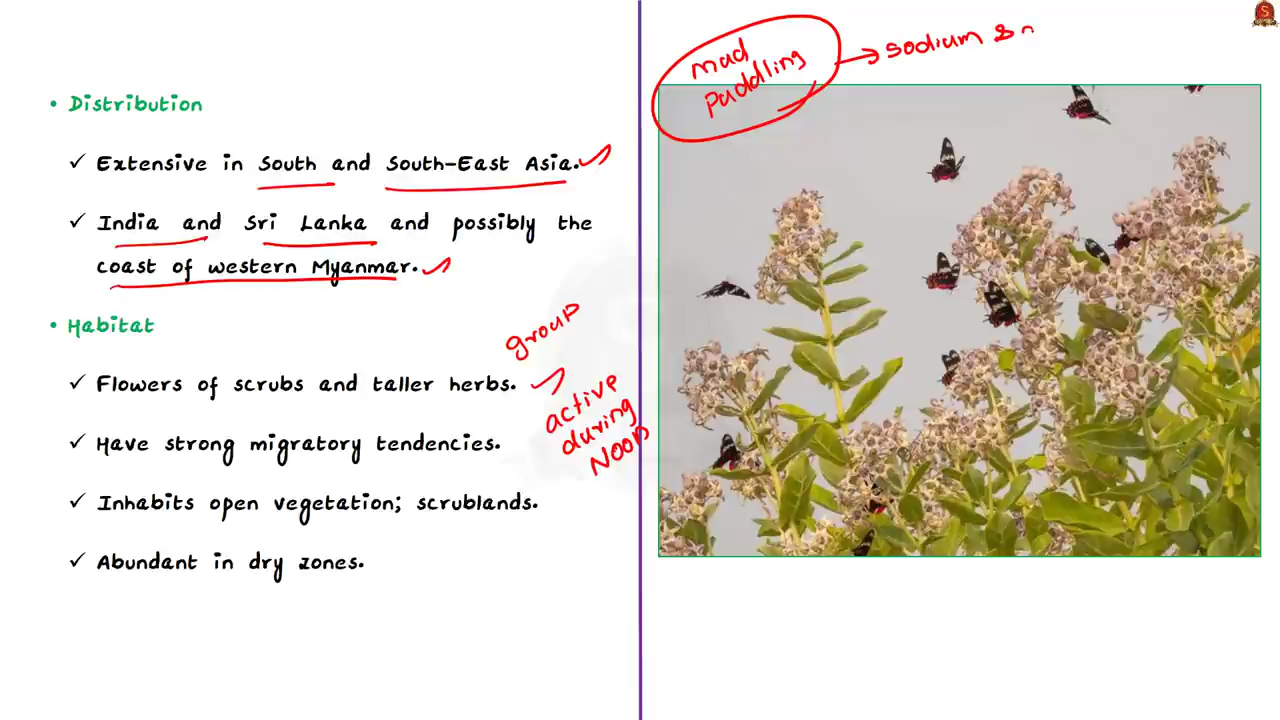 • Distribution
✓ Extensive in South and South-East Asia.
✓ India and Sri Lanka and possibly the
coast of western Myanmar.
• Habitat
✓ Flowers of scrubs and taller herbs.
✓ Have strong migratory tendencies.
✓ Inhabits open vegetation; scrublands.
✓ Abundant in dry zones.
group
active
during
Noon
mud
puddling
→ sodium &
S